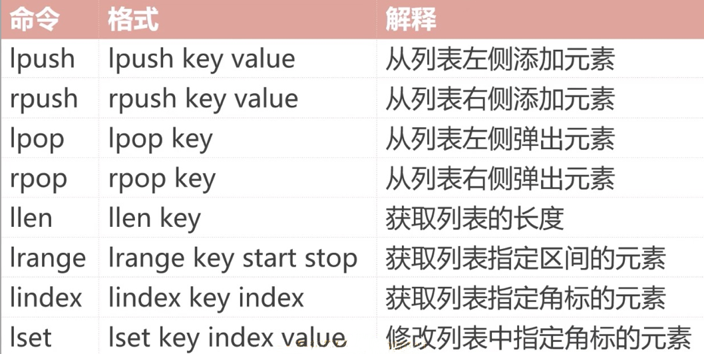 命令 格式 解释
lpush lpush key value 从列表左侧添加元素
rpush rpush key value 从列表右侧添加元素
lpop lpop key 从列表左侧弹出元素
rpop rpop key 从列表右侧弹出元素
llen llen key 获取列表的长度
lrange lrange key start stop 获取列表指定区间的元素
lindex lindex key index 获取列表指定角标的元素
lset lset key index value 修改列表中指定角标的元素